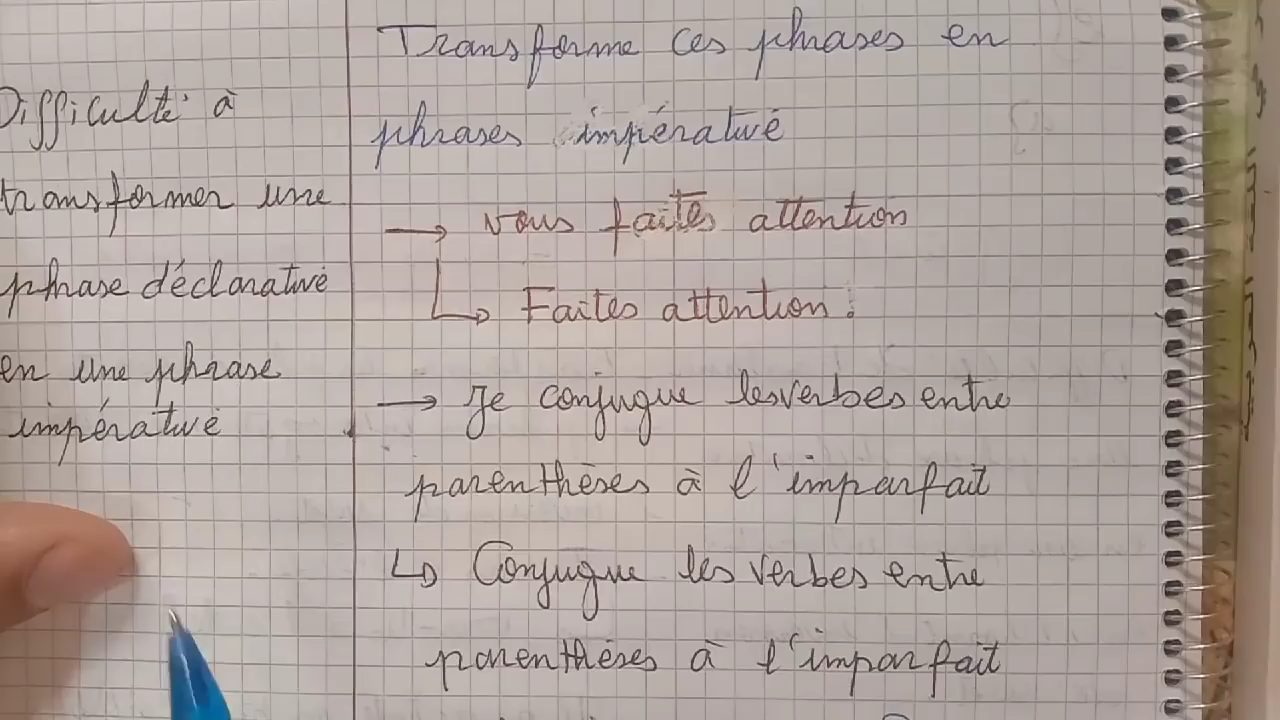 Difficulté à
transformer une
phrase déclarative
en une phrase
impérative
Transforme ces phrases en
phrases impérative
→ vous faites attention
↳ Faites attention !
→ Je conjugue les verbes entre
parenthèses à l'imparfait
↳ Conjugue les verbes entre
parenthèses à l'imparfait